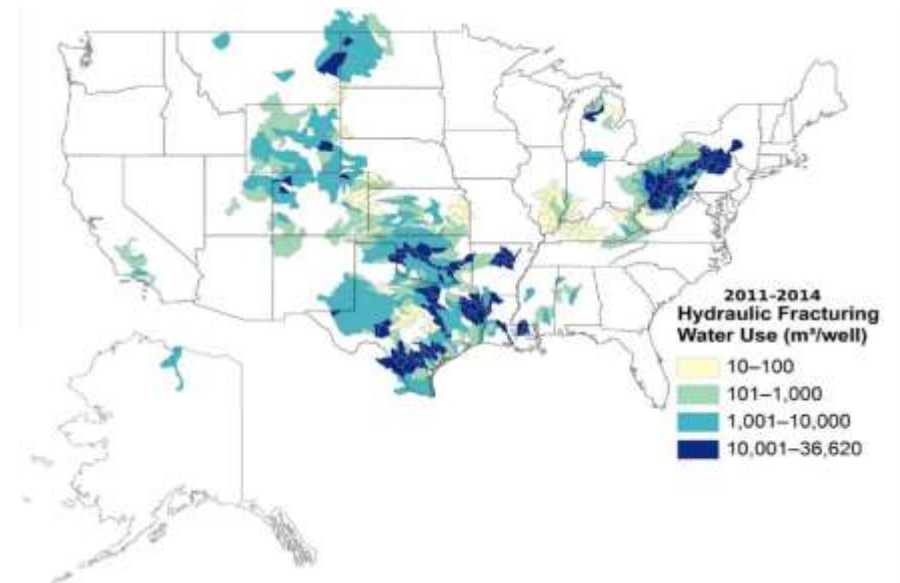 2011-2014
Hydraulic Fracturing
Water Use (m³/well)
10–100
101–1,000
1,001–10,000
10,001–36,620